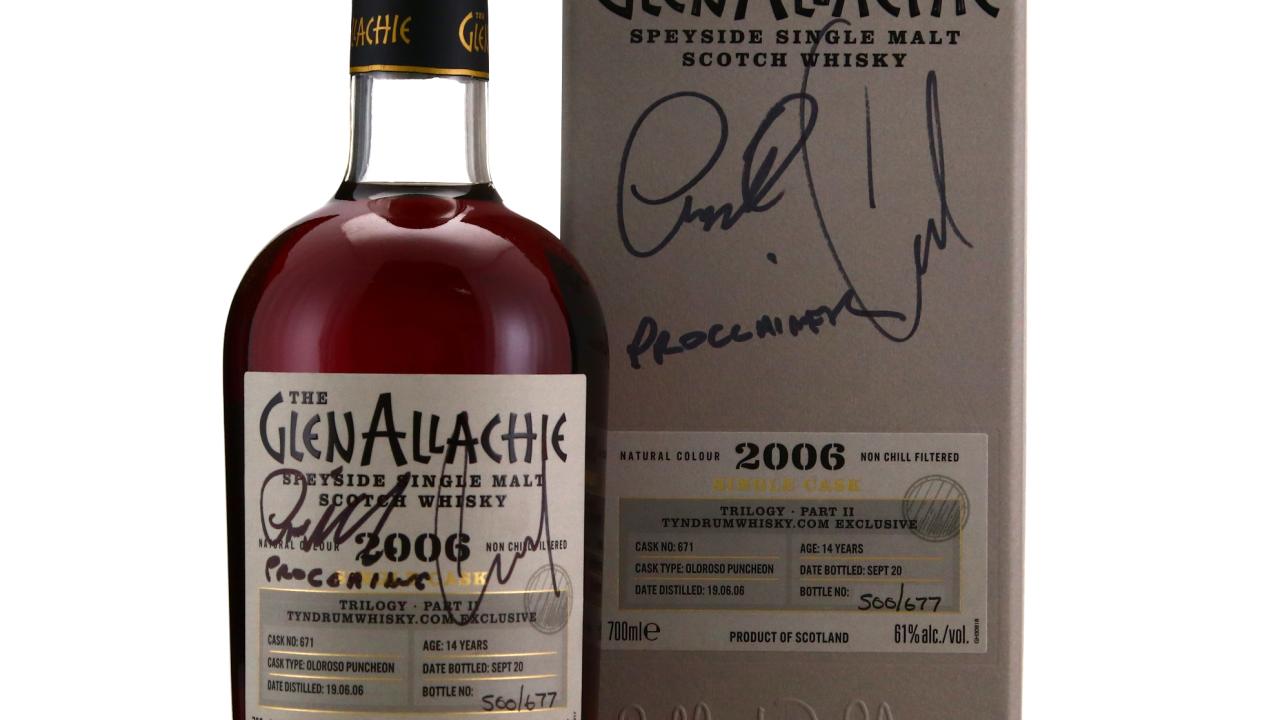 THE
GLENALLACHIE
SPEYSIDE SINGLE MALT
SCOTCH WHISKY
NATURAL COLOUR 2006 NON CHILL FILTERED
SINGLE CASK
TRILOGY · PART II
TYNDRUMWHISKY.COM EXCLUSIVE
CASK NO: 671
AGE: 14 YEARS
CASK TYPE: OLOROSO PUNCHEON
DATE BOTTLED: SEPT 20
DATE DISTILLED: 19.06.06
BOTTLE NO: 500/677
GLENALLACHIE
SPEYSIDE SINGLE MALT
SCOTCH WHISKY
NATURAL COLOUR 2006 NON CHILL FILTERED
SINGLE CASK
TRILOGY · PART II
TYNDRUMWHISKY.COM EXCLUSIVE
CASK NO: 671
AGE: 14 YEARS
CASK TYPE: OLOROSO PUNCHEON
DATE BOTTLED: SEPT 20
DATE DISTILLED: 19.06.06
BOTTLE NO: 500/677
700ml℮ PRODUCT OF SCOTLAND 61% alc./vol.